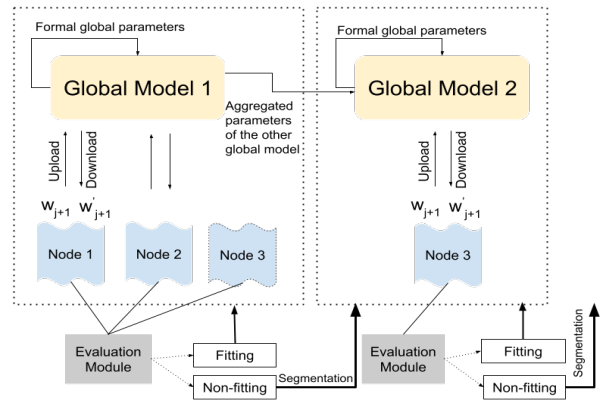 Formal global parameters
Global Model 1
Aggregated
parameters
of the other
global model
Upload
Download
w_{j+1} w'_{j+1}
Node 1
Node 2
Node 3
Evaluation
Module
Fitting
Non-fitting
Segmentation
Formal global parameters
Global Model 2
Upload
Download
w_{j+1} w'_{j+1}
Node 3
Evaluation
Module
Fitting
Non-fitting
Segmentation